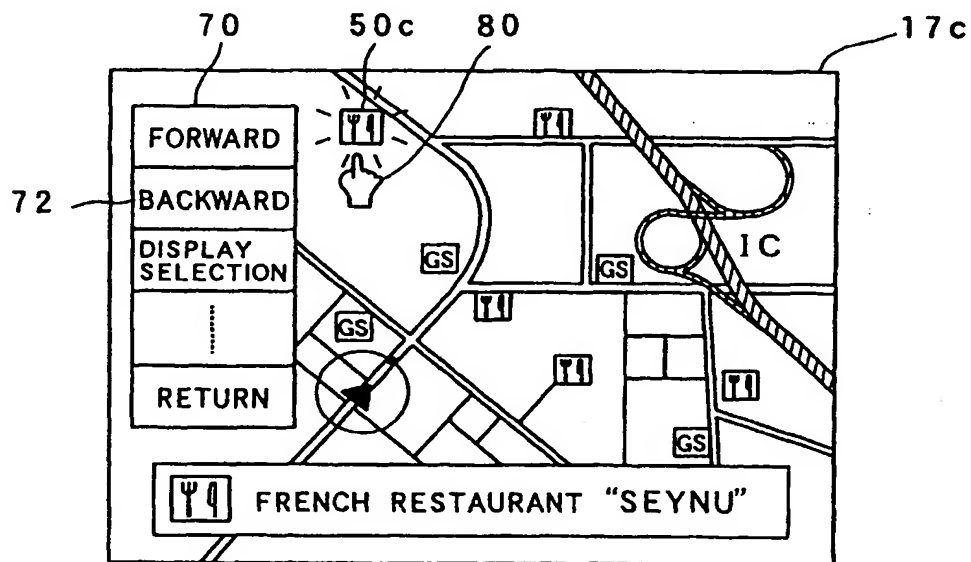 70 50c 80 17c
FORWARD
72
BACKWARD
DISPLAY
SELECTION
RETURN
IC
GS
GS
GS
GS
FRENCH RESTAURANT "SEYNU"